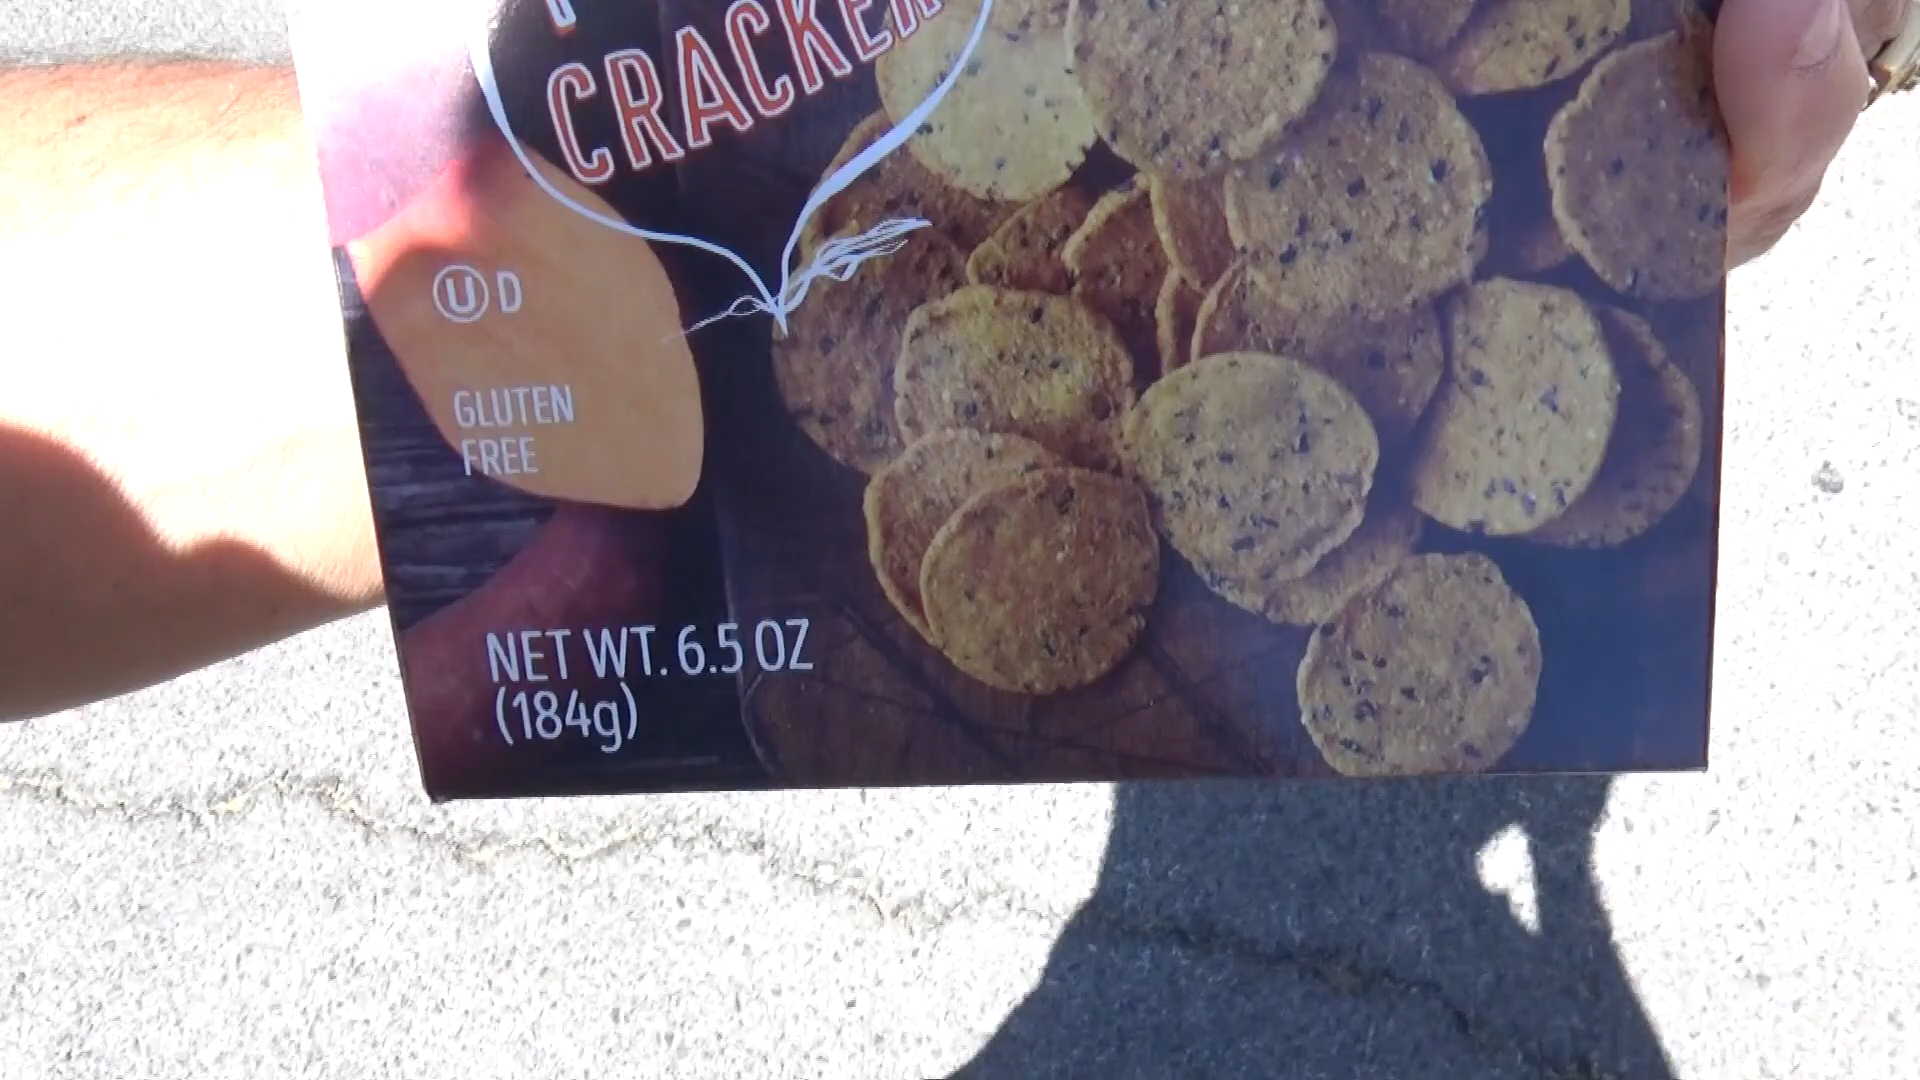 CRACKER
Ⓤ D
GLUTEN
FREE
NET WT. 6.5 OZ
(184g)